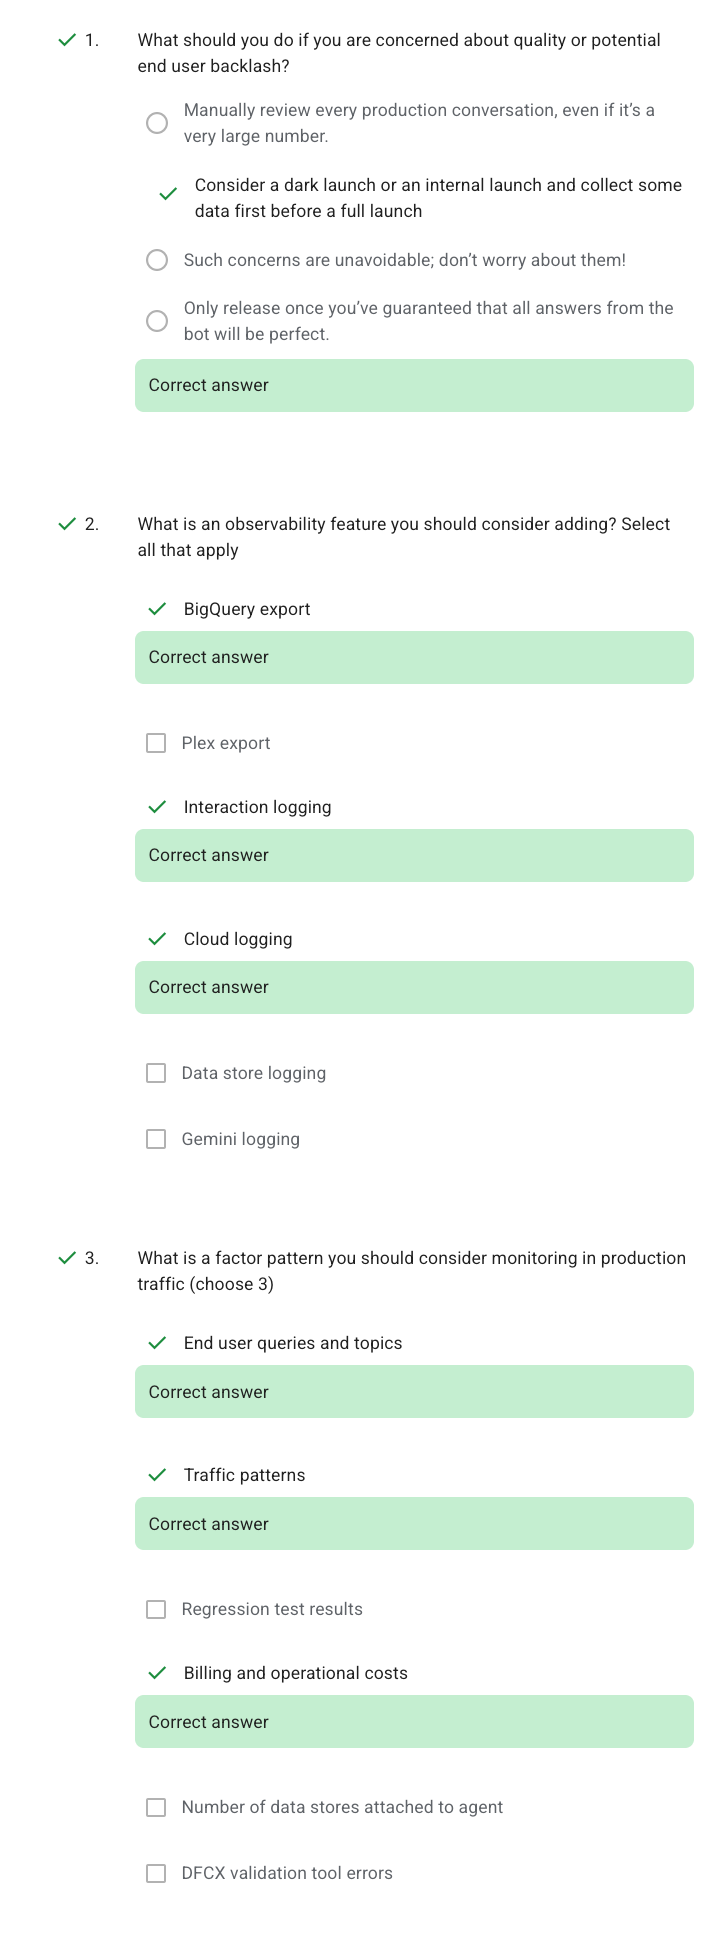 1. What should you do if you are concerned about quality or potential
end user backlash?
Manually review every production conversation, even if it’s a
very large number.
Consider a dark launch or an internal launch and collect some
data first before a full launch
Such concerns are unavoidable; don’t worry about them!
Only release once you’ve guaranteed that all answers from the
bot will be perfect.
Correct answer
2. What is an observability feature you should consider adding? Select
all that apply
BigQuery export
Correct answer
Plex export
Interaction logging
Correct answer
Cloud logging
Correct answer
Data store logging
Gemini logging
3. What is a factor pattern you should consider monitoring in production
traffic (choose 3)
End user queries and topics
Correct answer
Traffic patterns
Correct answer
Regression test results
Billing and operational costs
Correct answer
Number of data stores attached to agent
DFCX validation tool errors